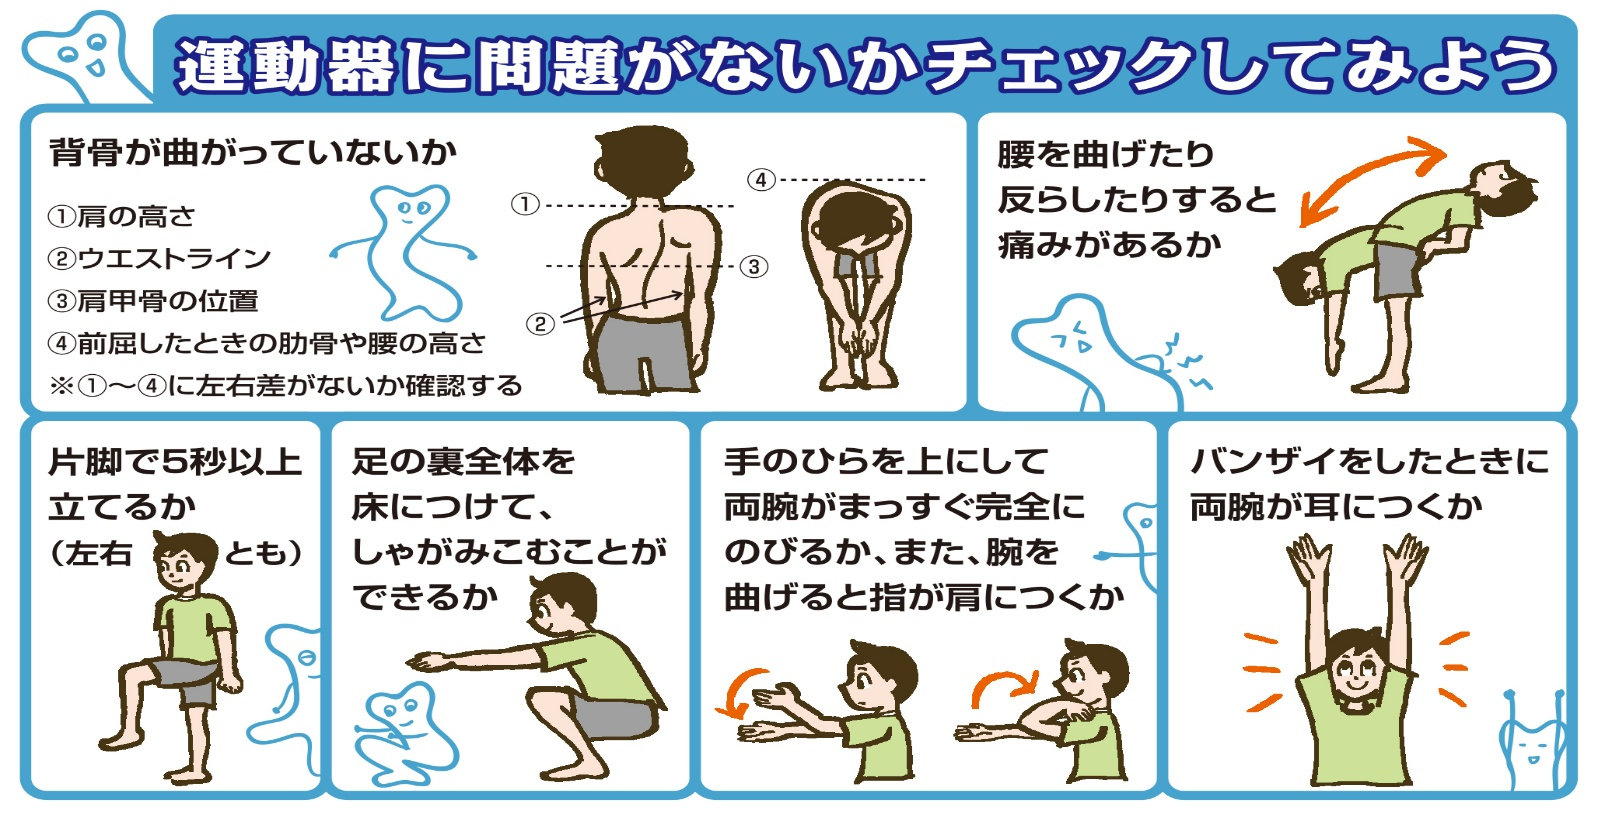 運動器に問題がないかチェックしてみよう
背骨が曲がっていないか
①肩の高さ
②ウエストライン
③肩甲骨の位置
④前屈したときの肋骨や腰の高さ
※①〜④に左右差がないか確認する
①
②
③
④
腰を曲げたり
反らしたりすると
痛みがあるか
片脚で5秒以上
立てるか
（左右とも）
足の裏全体を
床につけて、
しゃがみこむことが
できるか
手のひらを上にして
両腕がまっすぐ完全に
のびるか、また、腕を
曲げると指が肩につくか
バンザイをしたときに
両腕が耳につくか